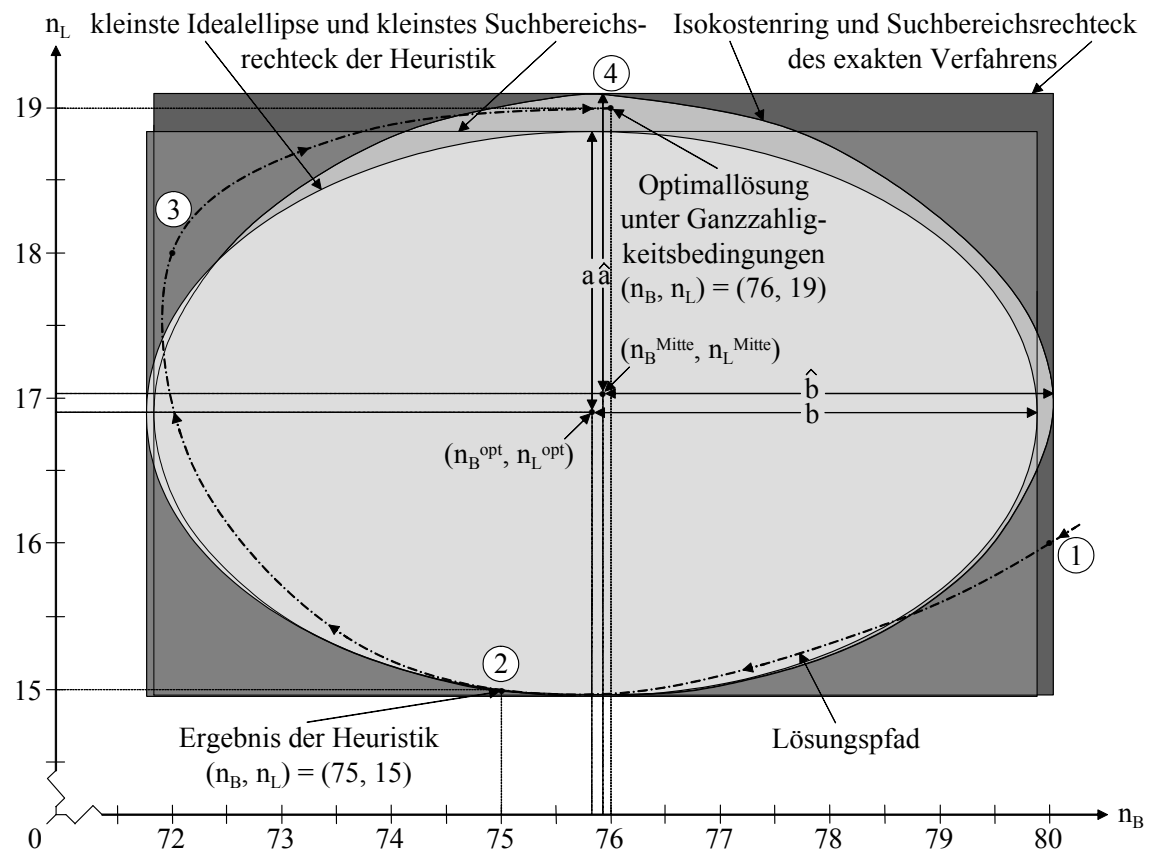 n_L
kleinste Idealellipse und kleinstes Suchbereichs-
rechteck der Heuristik
Isokostenring und Suchbereichsrechteck
des exakten Verfahrens
4
19
3
Optimallösung
unter Ganzzahlig-
keitsbedingungen
(n_B, n_L) = (76, 19)
18
a â
(n_B^Mitte, n_L^Mitte)
17
b̂
b
(n_B^opt, n_L^opt)
16
1
2
15
Ergebnis der Heuristik
(n_B, n_L) = (75, 15)
Lösungspfad
0 72 73 74 75 76 77 78 79 80 n_B